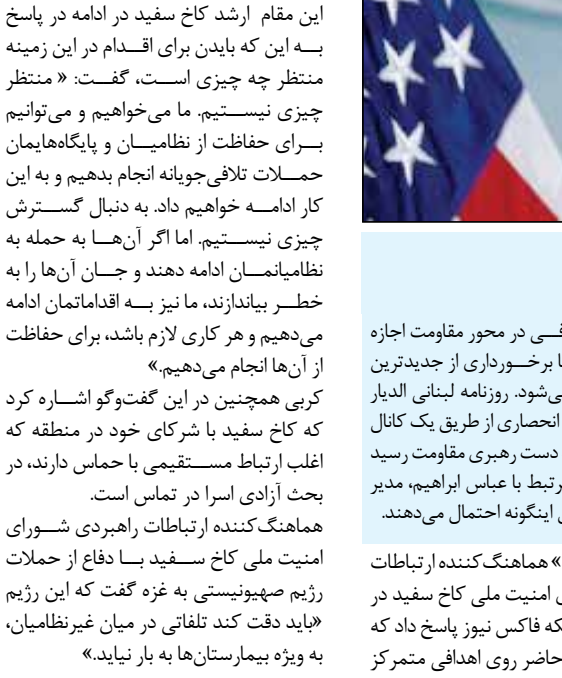 این مقام ارشد کاخ سفید در ادامه در پاسخ
به این که بایدن برای اقدام در این زمینه
منتظر چه چیزی است، گفت: «منتظر
چیزی نیستیم. ما می‌خواهیم و می‌توانیم
برای حفاظت از نظامیان و پایگاه‌هایمان
حملات تلافی‌جویانه انجام بدهیم و به این
کار ادامه خواهیم داد. به دنبال گسترش
چیزی نیستیم. اما اگر آن‌ها به حمله به
نظامیانمان ادامه دهند و جان آن‌ها را به
خطر بیاندازند، ما نیز به اقداماتمان ادامه
می‌دهیم و هر کاری لازم باشد، برای حفاظت
از آن‌ها انجام می‌دهیم.»
کربی همچنین در این گفت‌وگو اشاره کرد
که کاخ سفید با شرکای خود در منطقه که
اغلب ارتباط مستقیمی با حماس دارند، در
بحث آزادی اسرا در تماس است.
هماهنگ‌کننده ارتباطات راهبردی شورای
امنیت ملی کاخ سفید با دفاع از حملات
رژیم صهیونیستی به غزه گفت که این رژیم
«باید دقت کند تلفاتی در میان غیرنظامیان،
به ویژه بیمارستان‌ها به بار نیاید.»
در محور مقاومت اجازه
برخورداری از جدیدترین
می‌شود. روزنامه لبنانی الدیار
انحصاری از طریق یک کانال
دست رهبری مقاومت رسید
مرتبط با عباس ابراهیم، مدیر
اینگونه احتمال می‌دهند.
» هماهنگ‌کننده ارتباطات
امنیت ملی کاخ سفید در
فاکس نیوز پاسخ داد که
حاضر روی اهدافی متمرکز